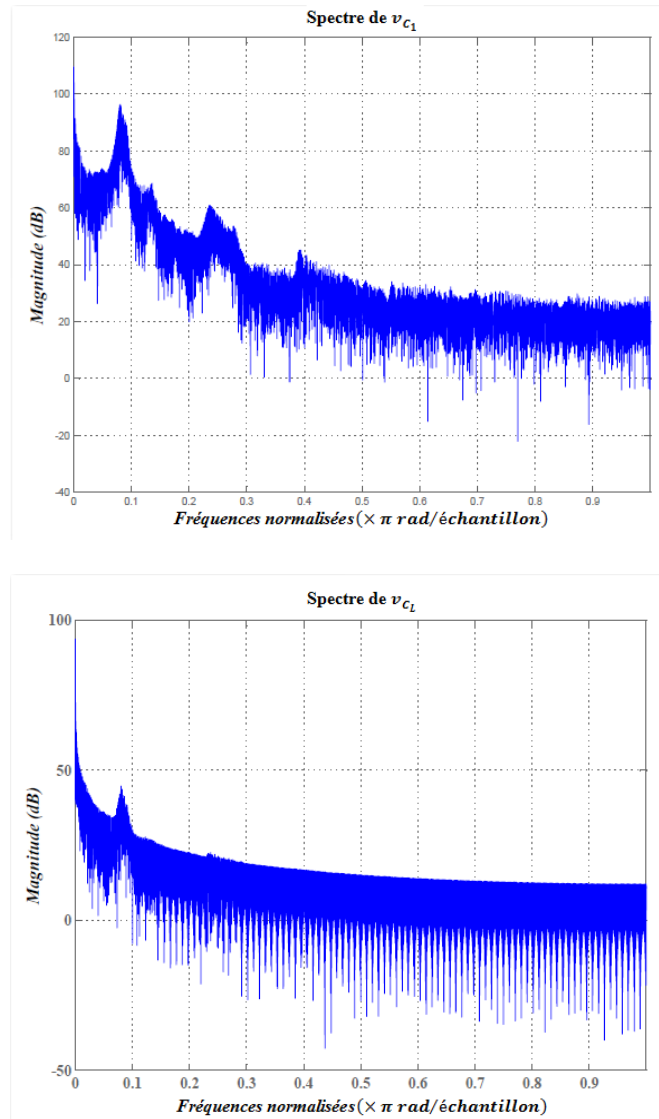 Spectre de v_{C_1}
120
100
80
60
40
20
0
-20
-40
Magnitude (dB)
0 0.1 0.2 0.3 0.4 0.5 0.6 0.7 0.8 0.9
Fréquences normalisées(× π rad/échantillon)
Spectre de v_{C_L}
100
50
0
-50
Magnitude (dB)
0 0.1 0.2 0.3 0.4 0.5 0.6 0.7 0.8 0.9
Fréquences normalisées(× π rad/échantillon)